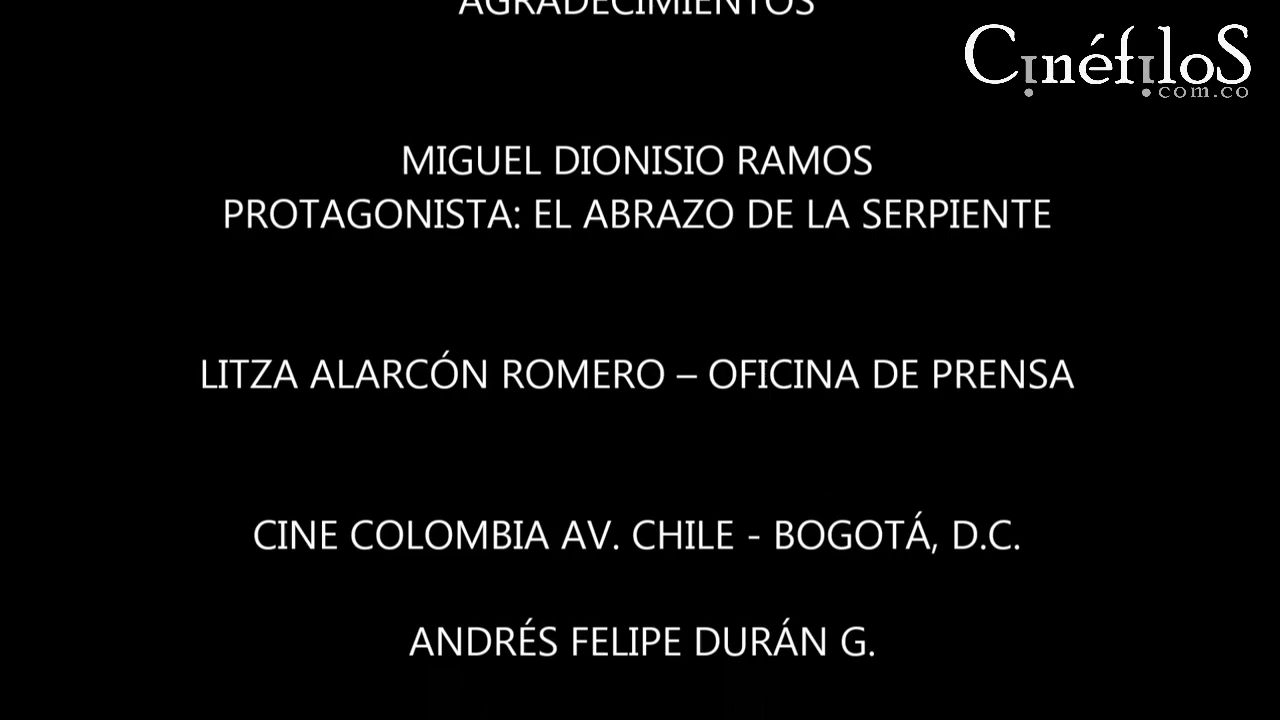 AGRADECIMIENTOS
CinéfiloS
.com.co
MIGUEL DIONISIO RAMOS
PROTAGONISTA: EL ABRAZO DE LA SERPIENTE
LITZA ALARCÓN ROMERO – OFICINA DE PRENSA
CINE COLOMBIA AV. CHILE - BOGOTÁ, D.C.
ANDRÉS FELIPE DURÁN G.